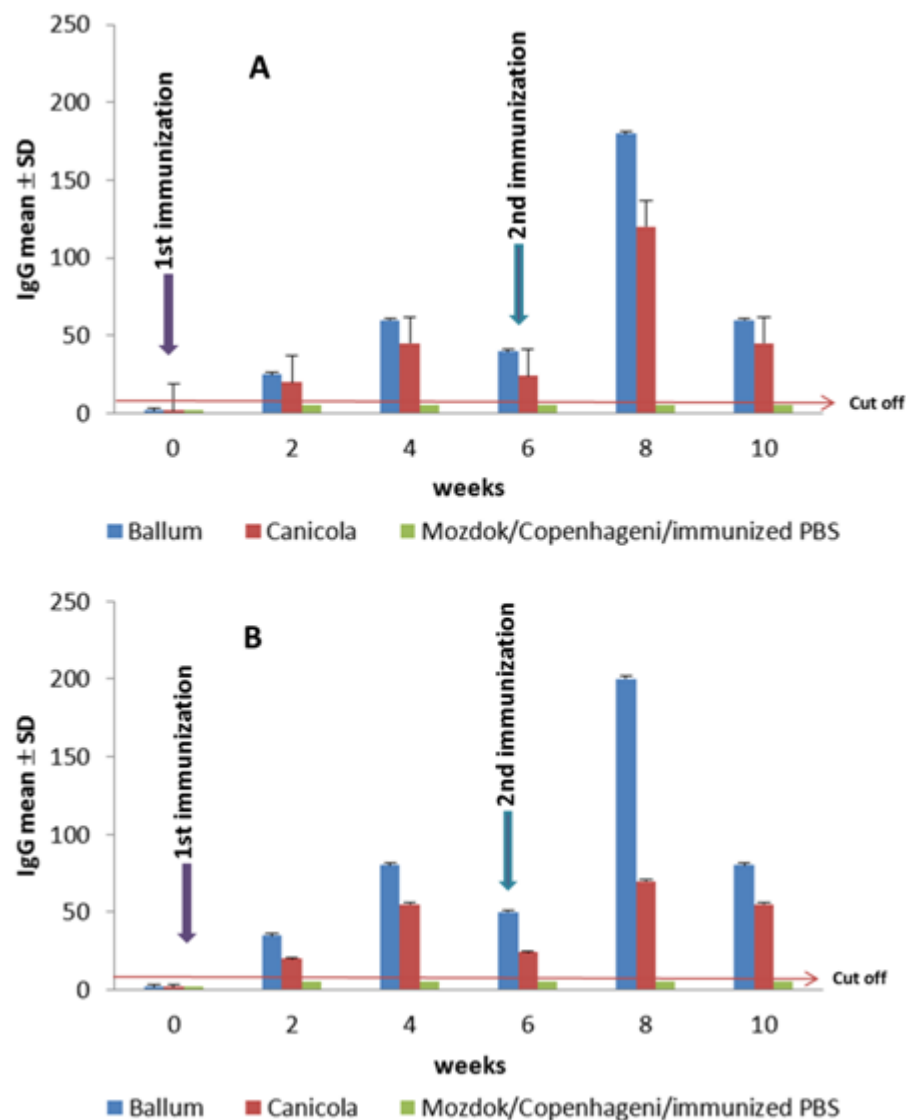 250
A
200
150
100
50
0
IgG mean ± SD
1st immunization
2nd immunization
Cut off
0 2 4 6 8 10
weeks
Ballum Canicola Mozdok/Copenhageni/immunized PBS
250
B
200
150
100
50
0
IgG mean ± SD
1st immunization
2nd immunization
Cut off
0 2 4 6 8 10
weeks
Ballum Canicola Mozdok/Copenhageni/immunized PBS